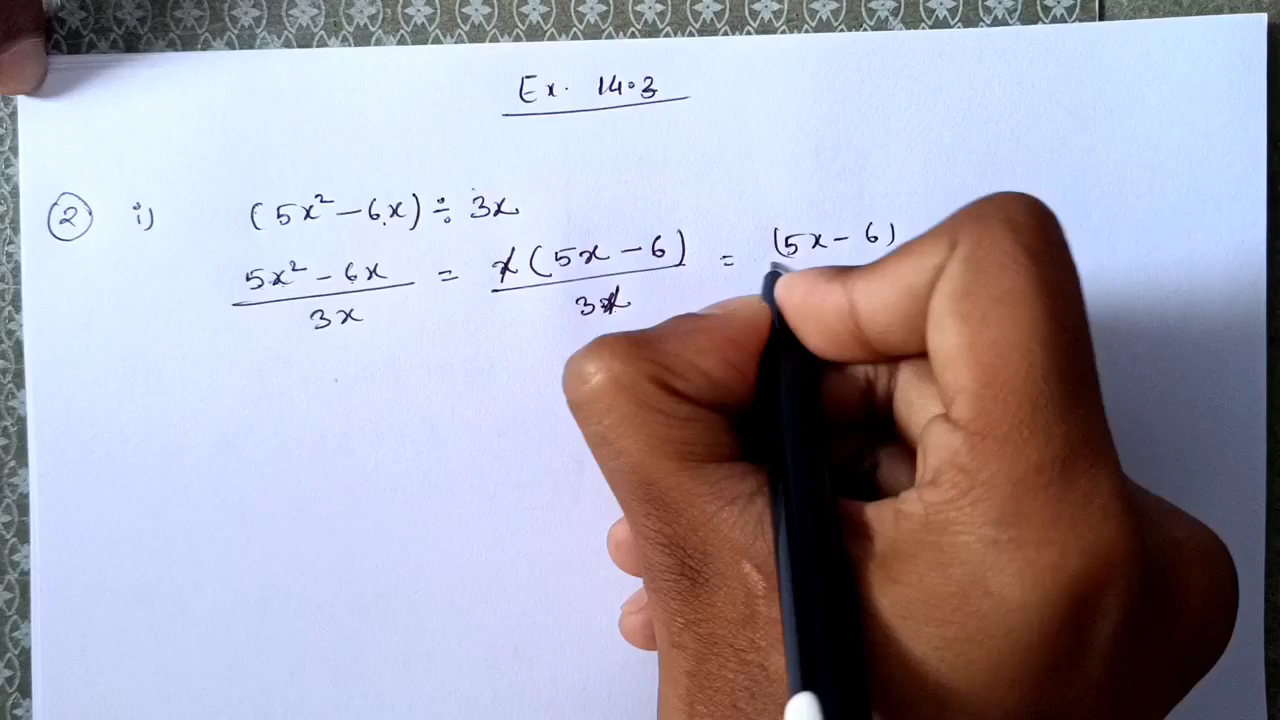 Ex. 14.3
② i) (5x² - 6x) ÷ 3x
5x² - 6x / 3x = x(5x - 6) / 3x = (5x - 6)